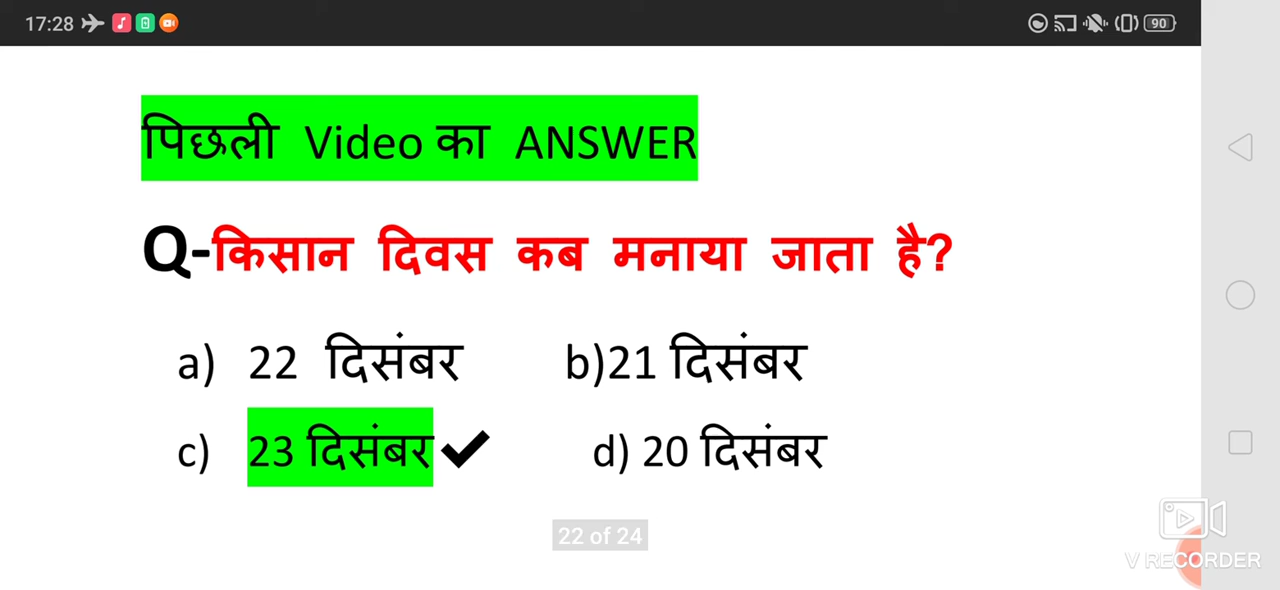 17:28 90
पिछली Video का ANSWER
Q-किसान दिवस कब मनाया जाता है?
a) 22 दिसंबर b)21 दिसंबर
c) 23 दिसंबर ✔ d) 20 दिसंबर
22 of 24
V RECORDER